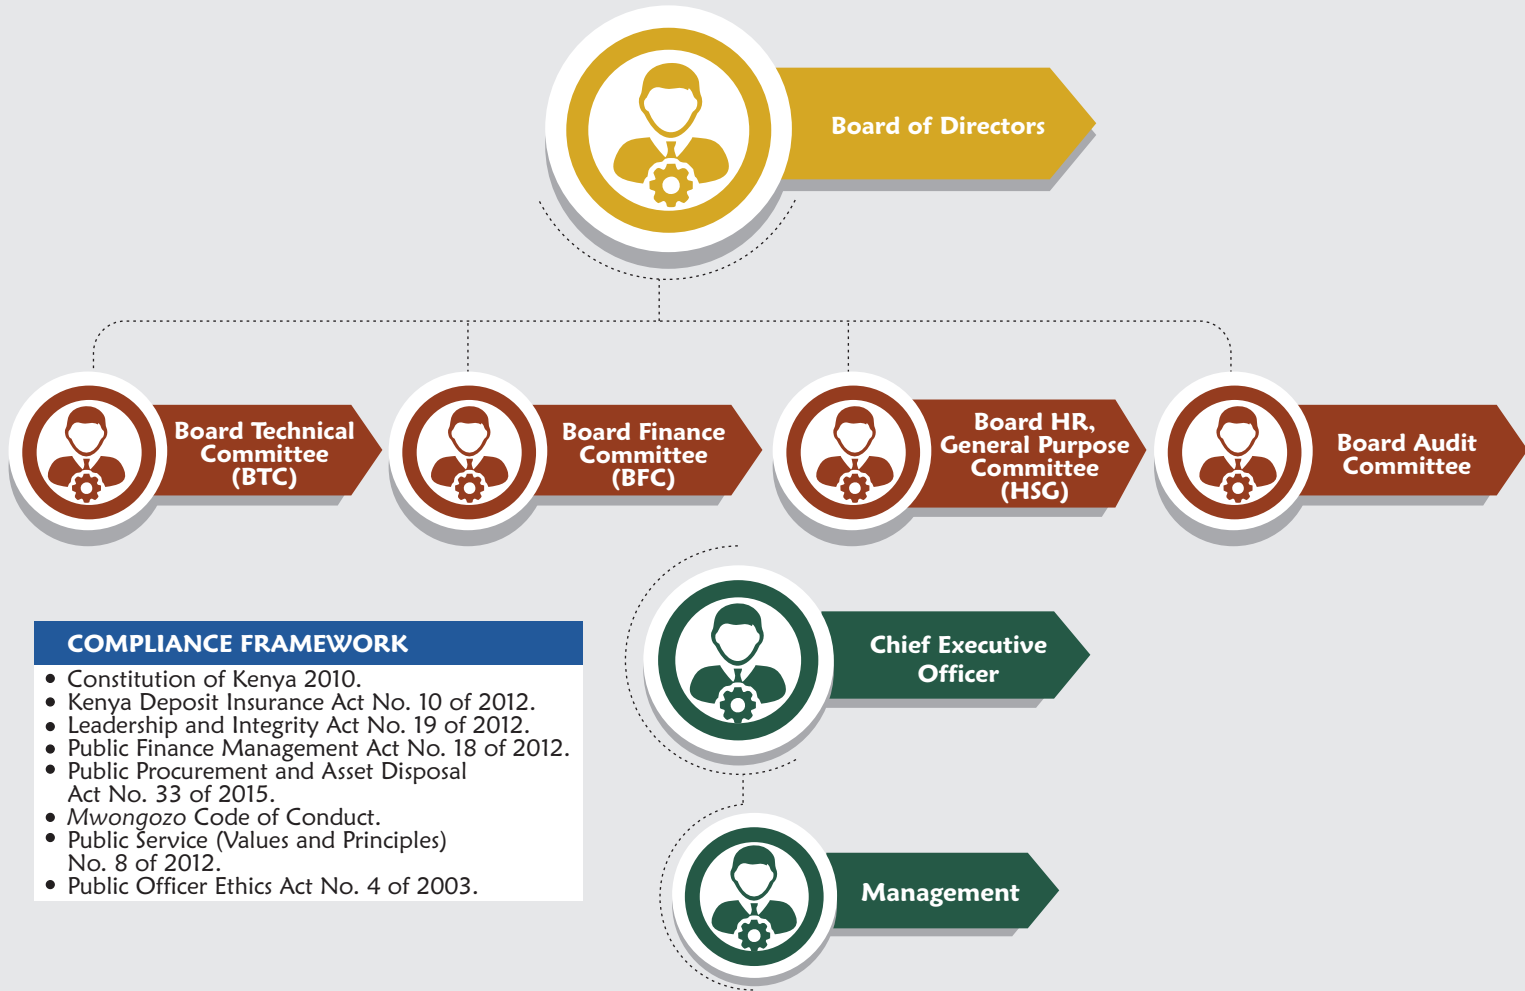 Board of Directors
Board Technical
Committee
(BTC)
Board Finance
Committee
(BFC)
Board HR,
General Purpose
Committee
(HSG)
Board Audit
Committee
Chief Executive
Officer
Management
COMPLIANCE FRAMEWORK
• Constitution of Kenya 2010.
• Kenya Deposit Insurance Act No. 10 of 2012.
• Leadership and Integrity Act No. 19 of 2012.
• Public Finance Management Act No. 18 of 2012.
• Public Procurement and Asset Disposal
Act No. 33 of 2015.
• Mwongozo Code of Conduct.
• Public Service (Values and Principles)
No. 8 of 2012.
• Public Officer Ethics Act No. 4 of 2003.